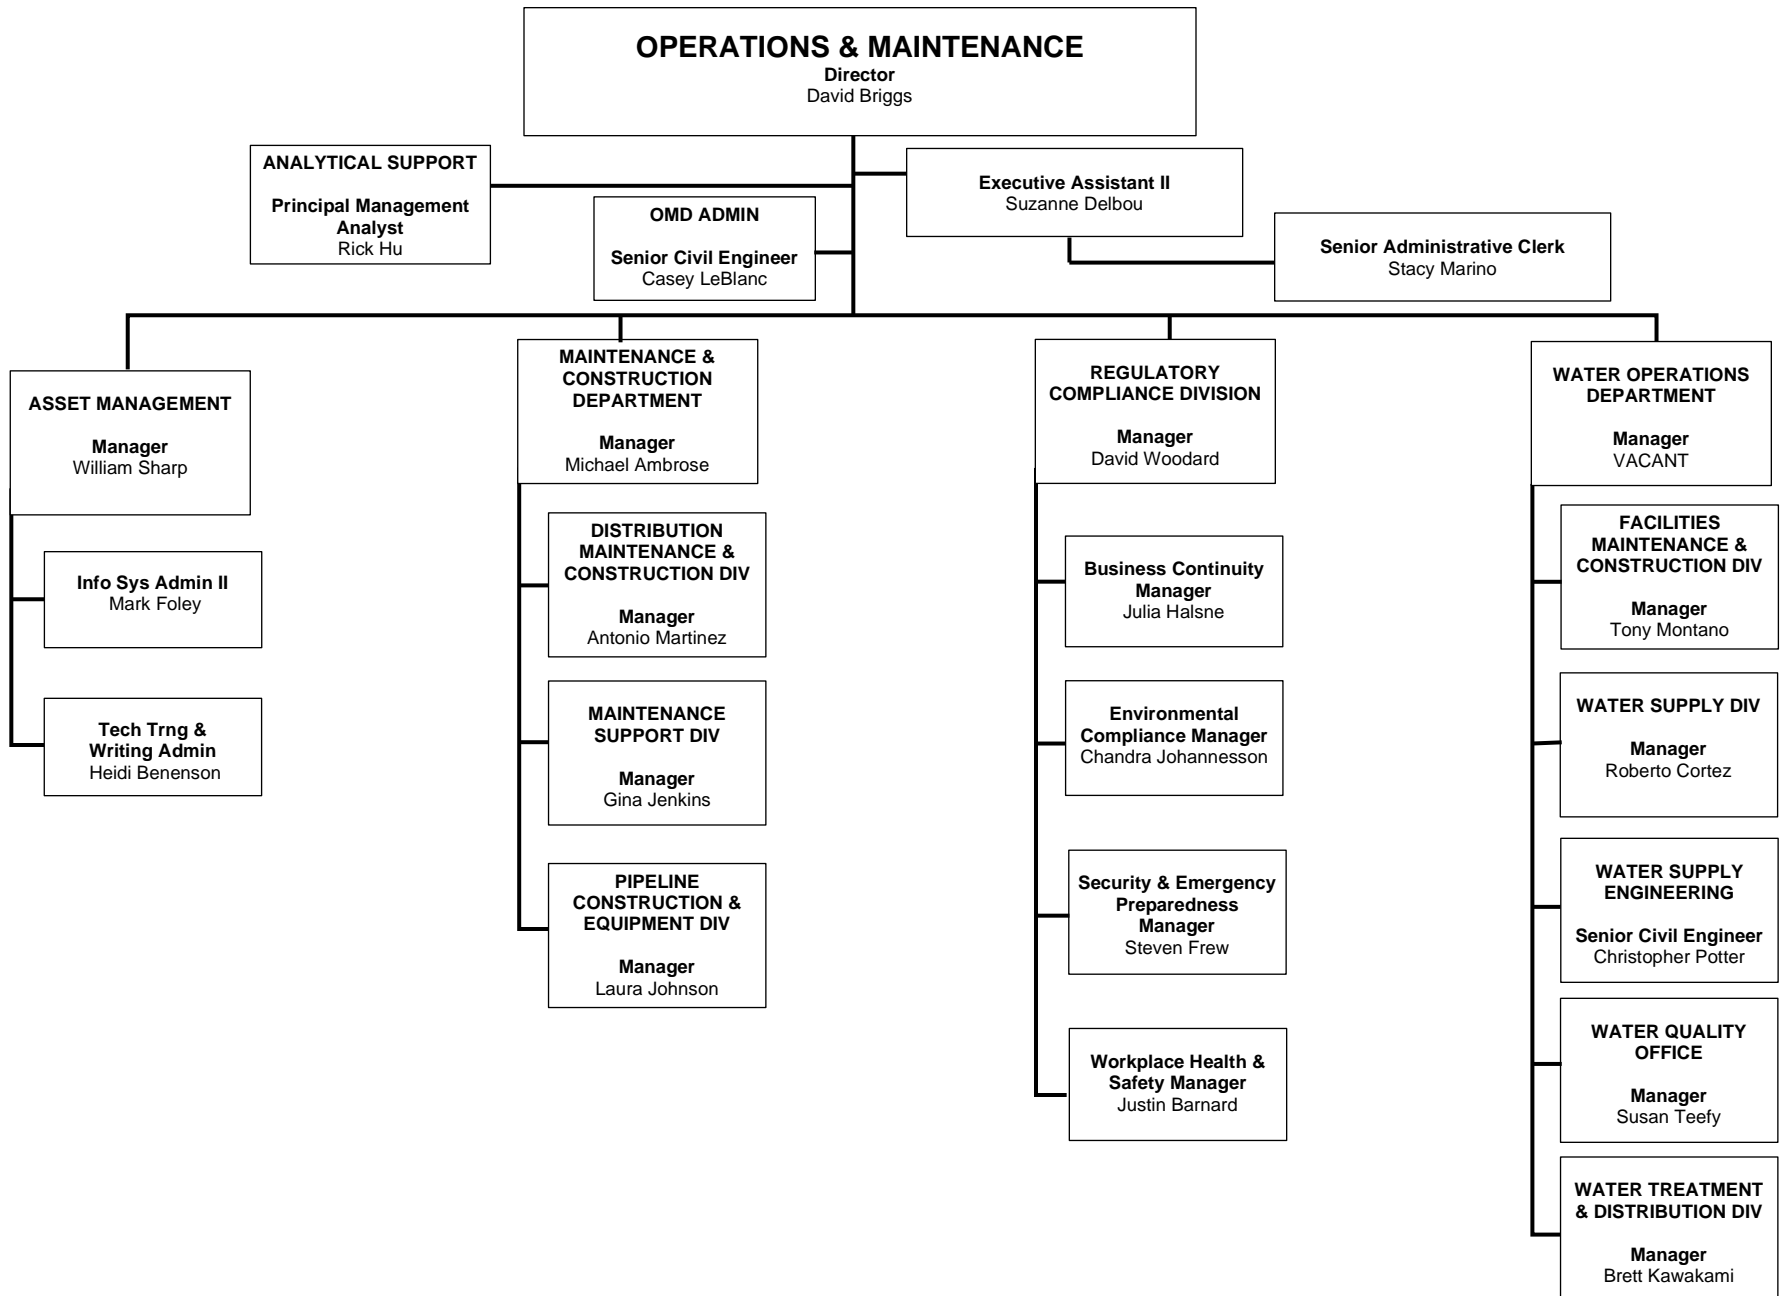 OPERATIONS & MAINTENANCE
Director
David Briggs
ANALYTICAL SUPPORT
Principal Management
Analyst
Rick Hu
OMD ADMIN
Senior Civil Engineer
Casey LeBlanc
Executive Assistant II
Suzanne Delbou
Senior Administrative Clerk
Stacy Marino
ASSET MANAGEMENT
Manager
William Sharp
Info Sys Admin II
Mark Foley
Tech Trng &
Writing Admin
Heidi Benenson
MAINTENANCE &
CONSTRUCTION
DEPARTMENT
Manager
Michael Ambrose
DISTRIBUTION
MAINTENANCE &
CONSTRUCTION DIV
Manager
Antonio Martinez
MAINTENANCE
SUPPORT DIV
Manager
Gina Jenkins
PIPELINE
CONSTRUCTION &
EQUIPMENT DIV
Manager
Laura Johnson
REGULATORY
COMPLIANCE DIVISION
Manager
David Woodard
Business Continuity
Manager
Julia Halsne
Environmental
Compliance Manager
Chandra Johannesson
Security & Emergency
Preparedness
Manager
Steven Frew
Workplace Health &
Safety Manager
Justin Barnard
WATER OPERATIONS
DEPARTMENT
Manager
VACANT
FACILITIES
MAINTENANCE &
CONSTRUCTION DIV
Manager
Tony Montano
WATER SUPPLY DIV
Manager
Roberto Cortez
WATER SUPPLY
ENGINEERING
Senior Civil Engineer
Christopher Potter
WATER QUALITY
OFFICE
Manager
Susan Teefy
WATER TREATMENT
& DISTRIBUTION DIV
Manager
Brett Kawakami